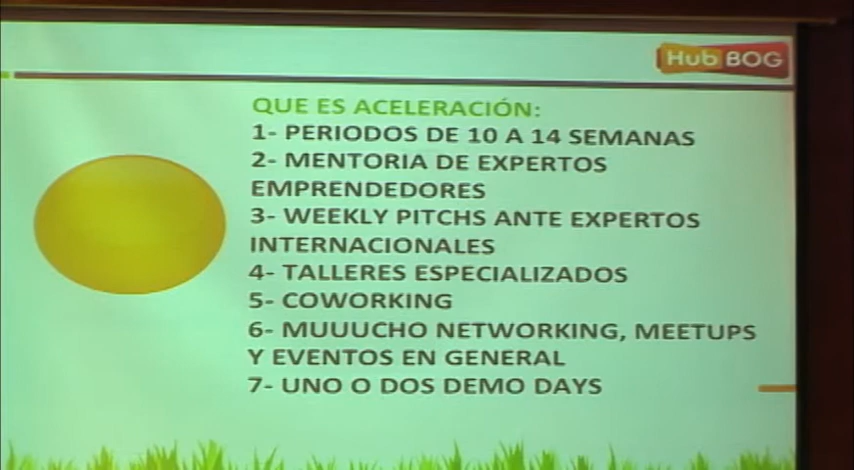 Hub BOG
QUE ES ACELERACIÓN:
1- PERIODOS DE 10 A 14 SEMANAS
2- MENTORIA DE EXPERTOS
EMPRENDEDORES
3- WEEKLY PITCHS ANTE EXPERTOS
INTERNACIONALES
4- TALLERES ESPECIALIZADOS
5- COWORKING
6- MUUUCHO NETWORKING, MEETUPS
Y EVENTOS EN GENERAL
7- UNO O DOS DEMO DAYS